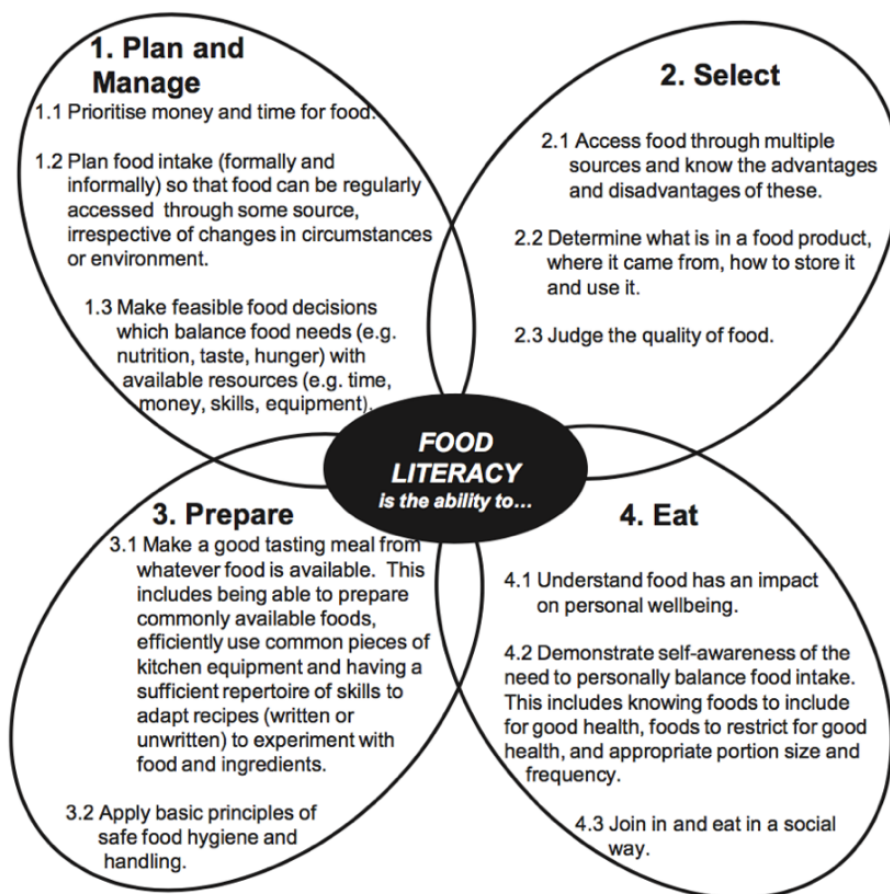 1. Plan and
Manage
1.1 Prioritise money and time for food.
1.2 Plan food intake (formally and
informally) so that food can be regularly
accessed through some source,
irrespective of changes in circumstances
or environment.
1.3 Make feasible food decisions
which balance food needs (e.g.
nutrition, taste, hunger) with
available resources (e.g. time,
money, skills, equipment).
2. Select
2.1 Access food through multiple
sources and know the advantages
and disadvantages of these.
2.2 Determine what is in a food product,
where it came from, how to store it
and use it.
2.3 Judge the quality of food.
FOOD
LITERACY
is the ability to...
3. Prepare
3.1 Make a good tasting meal from
whatever food is available. This
includes being able to prepare
commonly available foods,
efficiently use common pieces of
kitchen equipment and having a
sufficient repertoire of skills to
adapt recipes (written or
unwritten) to experiment with
food and ingredients.
3.2 Apply basic principles of
safe food hygiene and
handling.
4. Eat
4.1 Understand food has an impact
on personal wellbeing.
4.2 Demonstrate self-awareness of the
need to personally balance food intake.
This includes knowing foods to include
for good health, foods to restrict for good
health, and appropriate portion size and
frequency.
4.3 Join in and eat in a social
way.